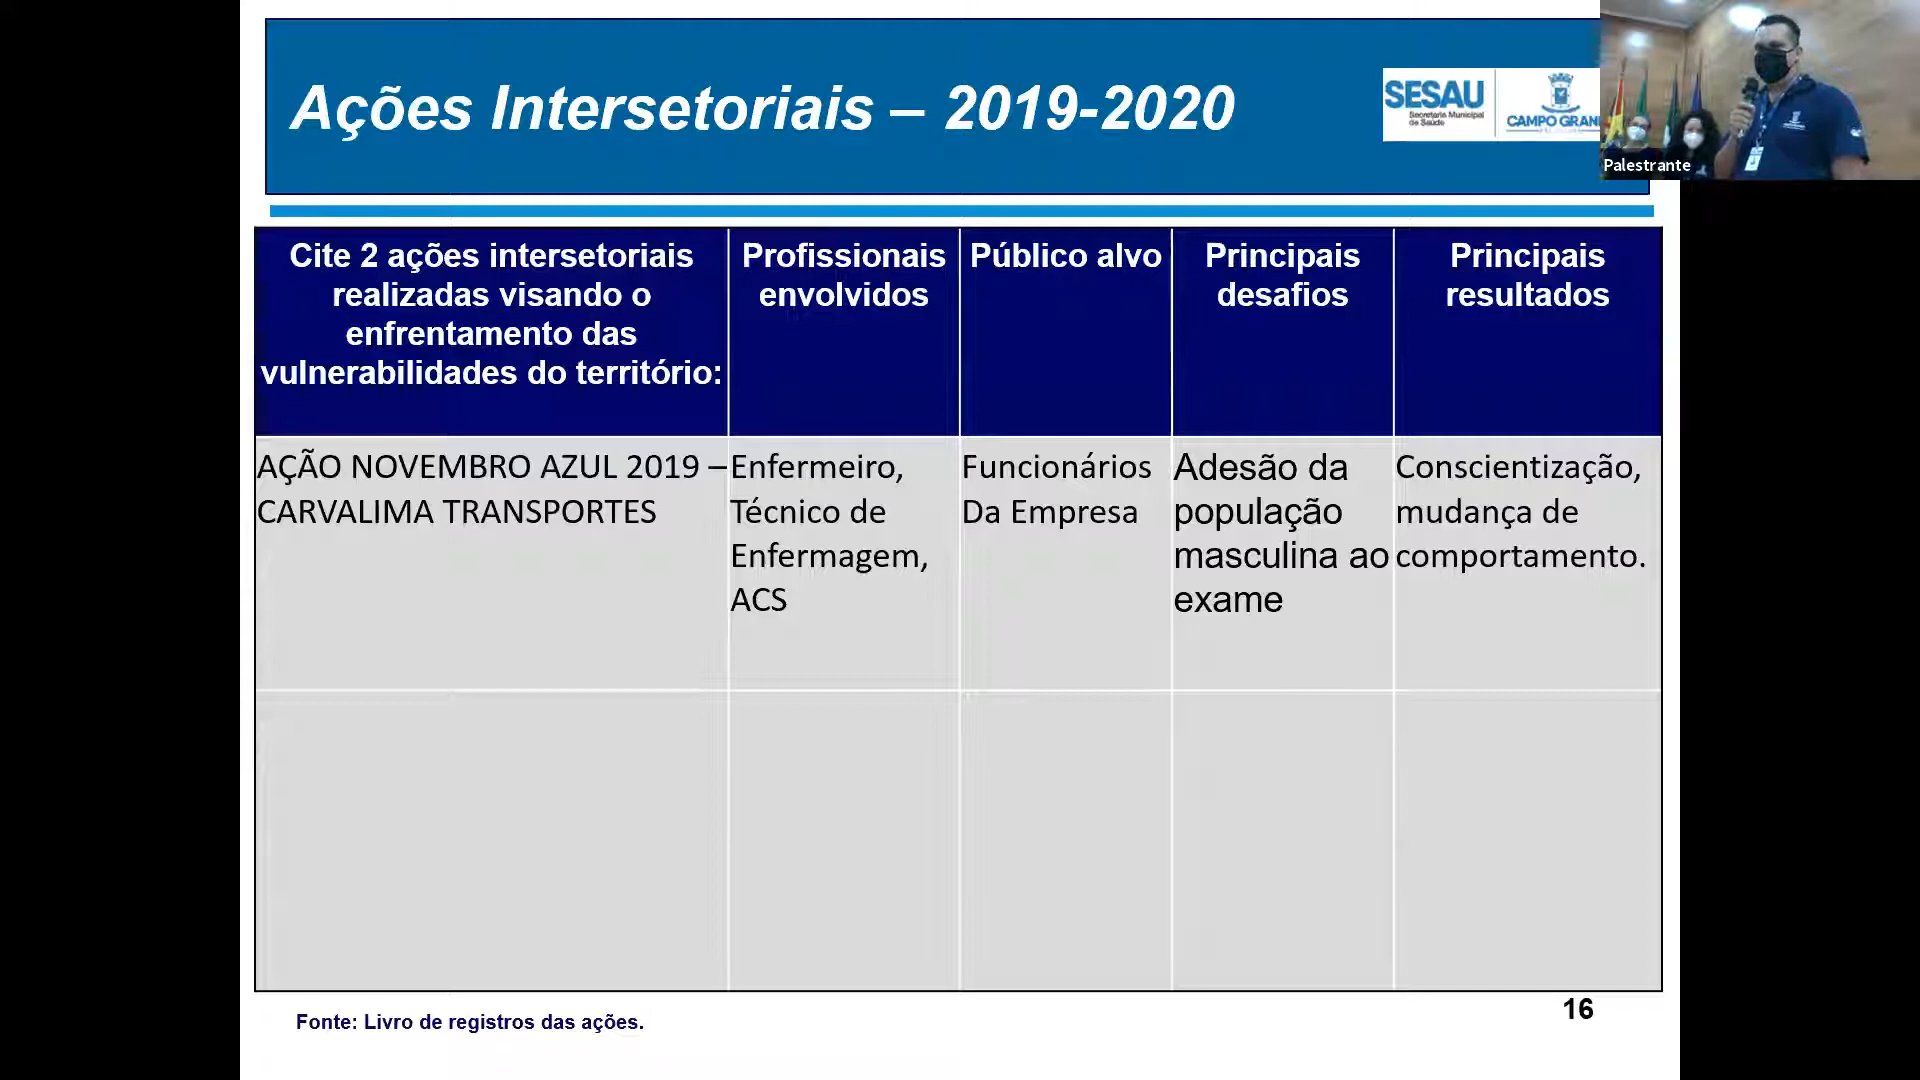 Ações Intersetoriais – 2019-2020
SESAU
Secretaria Municipal
de Saúde
CAMPO GRAN
Palestrante
Cite 2 ações intersetoriais
realizadas visando o
enfrentamento das
vulnerabilidades do território:
Profissionais
envolvidos
Público alvo
Principais
desafios
Principais
resultados
AÇÃO NOVEMBRO AZUL 2019 –
CARVALIMA TRANSPORTES
Enfermeiro,
Técnico de
Enfermagem,
ACS
Funcionários
Da Empresa
Adesão da
população
masculina ao
exame
Conscientização,
mudança de
comportamento.
Fonte: Livro de registros das ações.
16